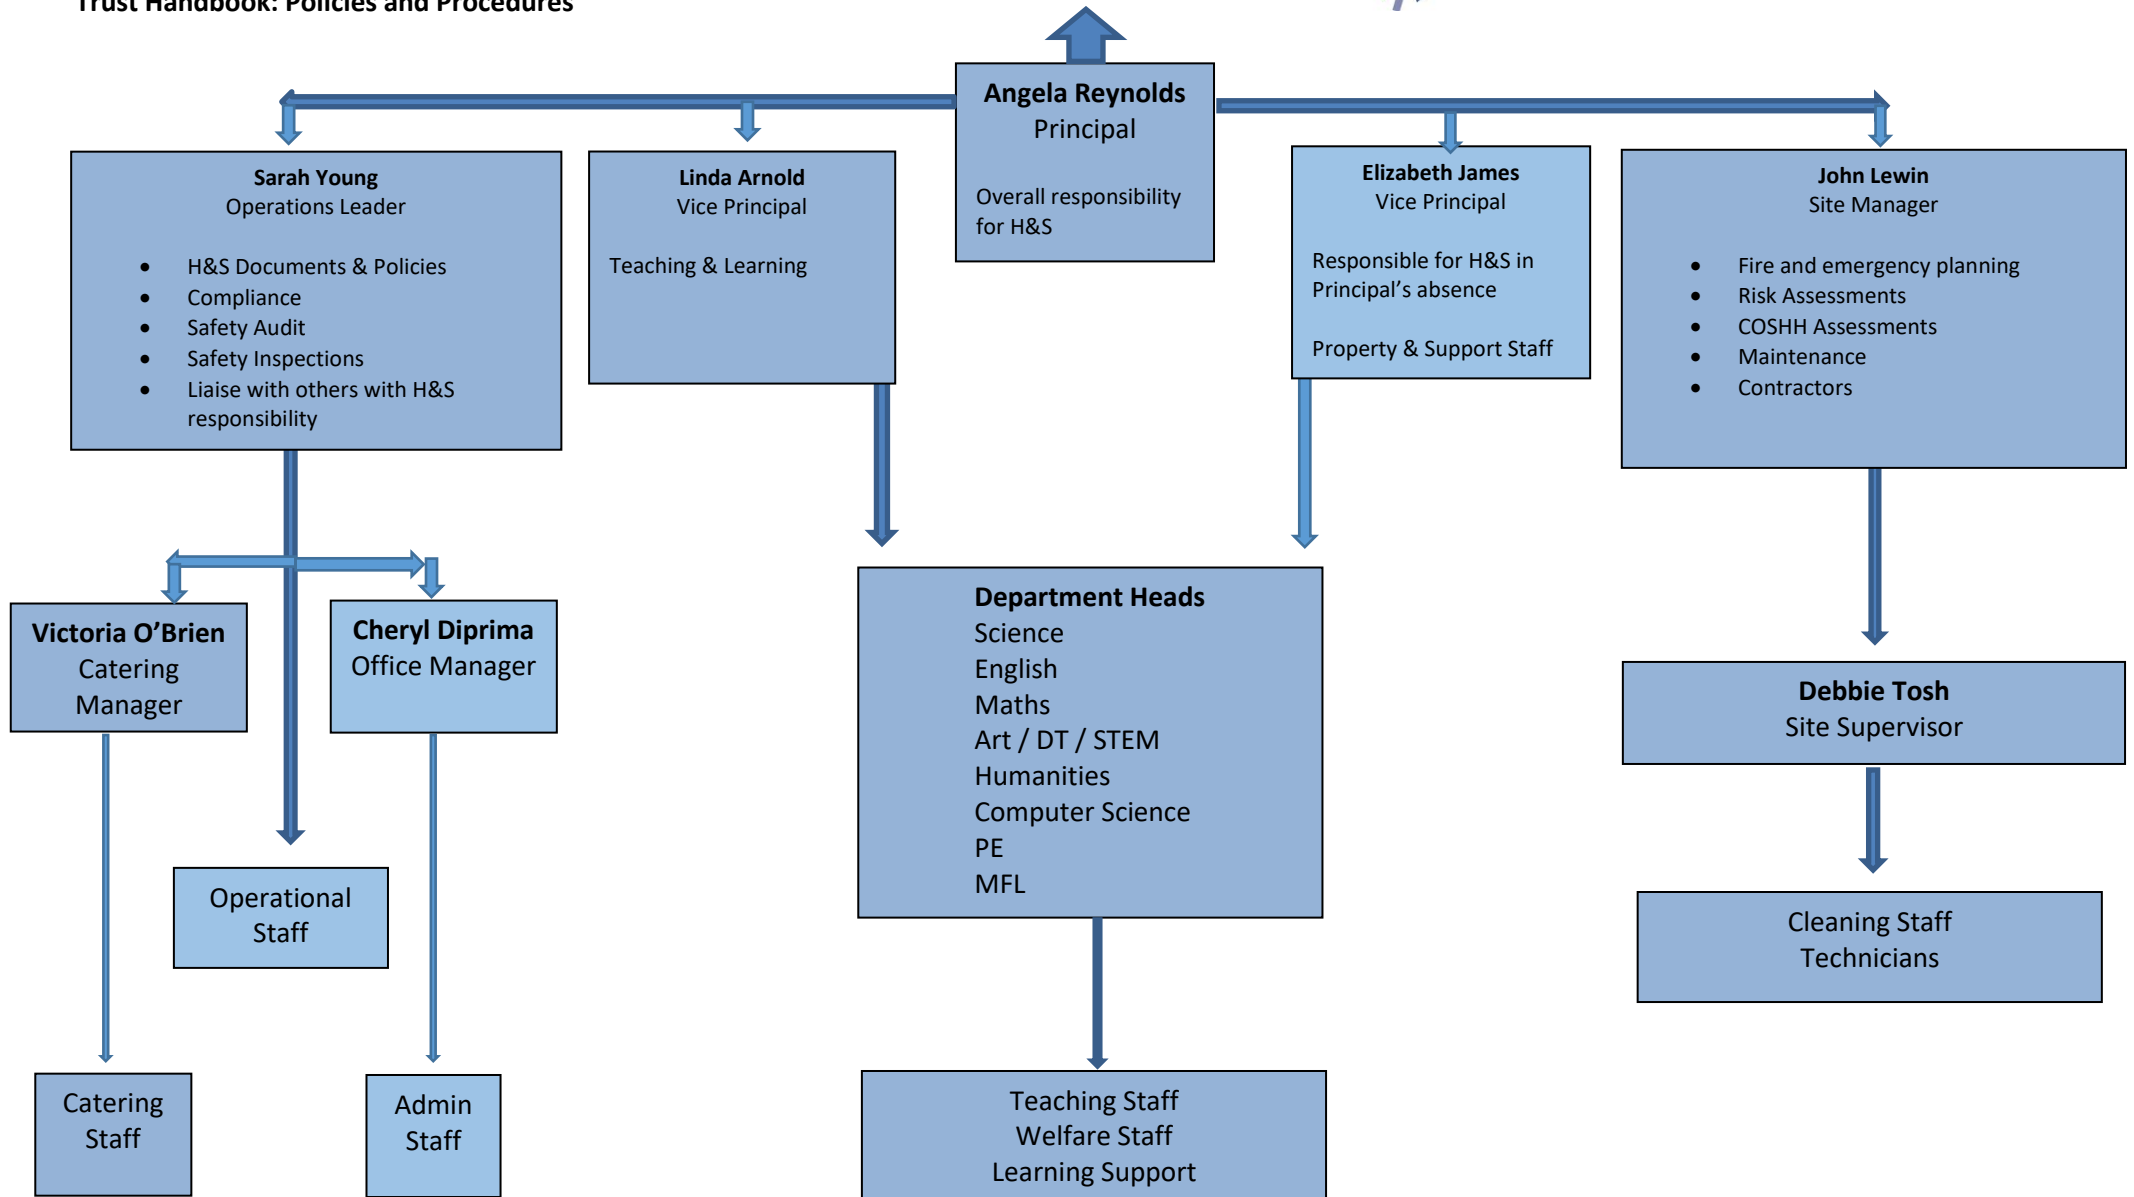 Trust Handbook: Policies and Procedures
Angela Reynolds
Principal
Overall responsibility
for H&S
Sarah Young
Operations Leader
• H&S Documents & Policies
• Compliance
• Safety Audit
• Safety Inspections
• Liaise with others with H&S
responsibility
Linda Arnold
Vice Principal
Teaching & Learning
Elizabeth James
Vice Principal
Responsible for H&S in
Principal’s absence
Property & Support Staff
John Lewin
Site Manager
• Fire and emergency planning
• Risk Assessments
• COSHH Assessments
• Maintenance
• Contractors
Victoria O’Brien
Catering
Manager
Cheryl Diprima
Office Manager
Department Heads
Science
English
Maths
Art / DT / STEM
Humanities
Computer Science
PE
MFL
Debbie Tosh
Site Supervisor
Operational
Staff
Cleaning Staff
Technicians
Catering
Staff
Admin
Staff
Teaching Staff
Welfare Staff
Learning Support